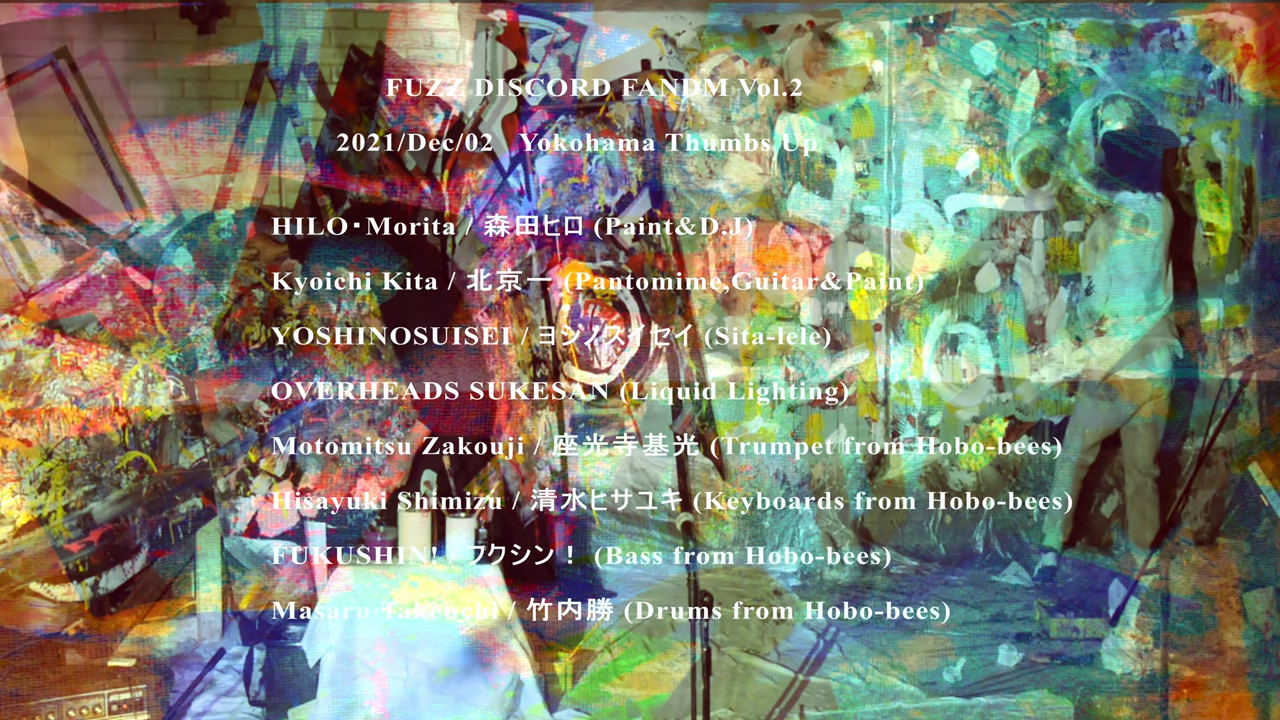 FUZZ DISCORD FANDM Vol.2
2021/Dec/02 Yokohama Thumbs Up
HILO・Morita / 森田ヒロ (Paint&D.J)
Kyoichi Kita / 北京一 (Pantomime,Guitar&Paint)
YOSHINOSUISEI / ヨシノスイセイ (Sita-lele)
OVERHEADS SUKESAN (Liquid Lighting)
Motomitsu Zakouji / 座光寺基光 (Trumpet from Hobo-bees)
Hisayuki Shimizu / 清水ヒサユキ (Keyboards from Hobo-bees)
FUKUSHIN! / フクシン！ (Bass from Hobo-bees)
Masaru Takeuchi / 竹内勝 (Drums from Hobo-bees)